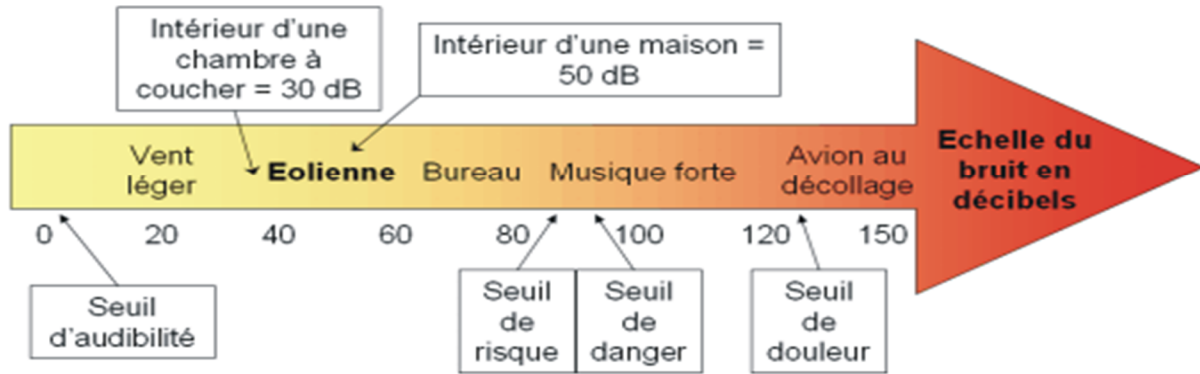 Intérieur d'une
chambre à
coucher = 30 dB
Intérieur d'une maison =
50 dB
Vent
léger
Eolienne
Bureau
Musique forte
Avion au
décollage
Echelle du
bruit en
décibels
0 20 40 60 80 100 120 150
Seuil
d'audibilité
Seuil
de
risque
Seuil
de
danger
Seuil
de
douleur